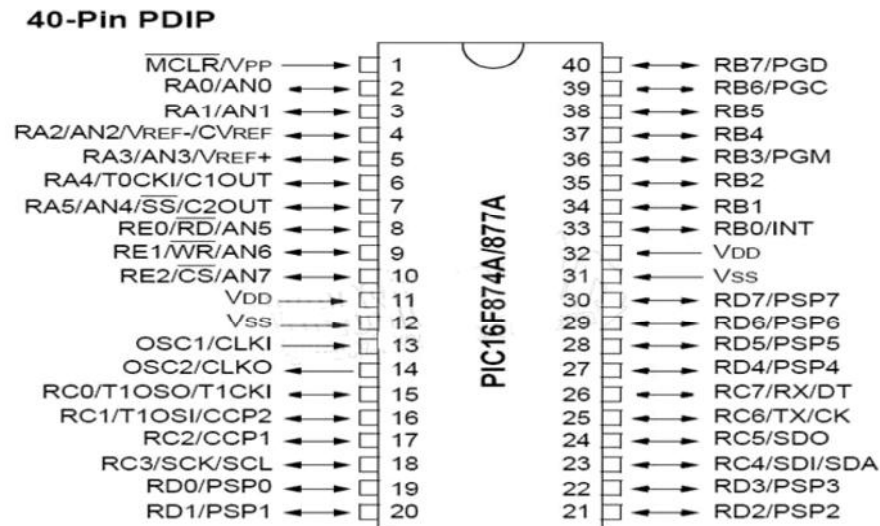 40-Pin PDIP
MCLR/VPP 1 40 RB7/PGD
RA0/AN0 2 39 RB6/PGC
RA1/AN1 3 38 RB5
RA2/AN2/VREF-/CVREF 4 37 RB4
RA3/AN3/VREF+ 5 36 RB3/PGM
RA4/T0CKI/C1OUT 6 35 RB2
RA5/AN4/SS/C2OUT 7 34 RB1
RE0/RD/AN5 8 33 RB0/INT
RE1/WR/AN6 9 32 VDD
RE2/CS/AN7 10 31 VSS
VDD 11 30 RD7/PSP7
VSS 12 29 RD6/PSP6
OSC1/CLKI 13 28 RD5/PSP5
OSC2/CLKO 14 27 RD4/PSP4
RC0/T1OSO/T1CKI 15 26 RC7/RX/DT
RC1/T1OSI/CCP2 16 25 RC6/TX/CK
RC2/CCP1 17 24 RC5/SDO
RC3/SCK/SCL 18 23 RC4/SDI/SDA
RD0/PSP0 19 22 RD3/PSP3
RD1/PSP1 20 21 RD2/PSP2
PIC16F874A/877A